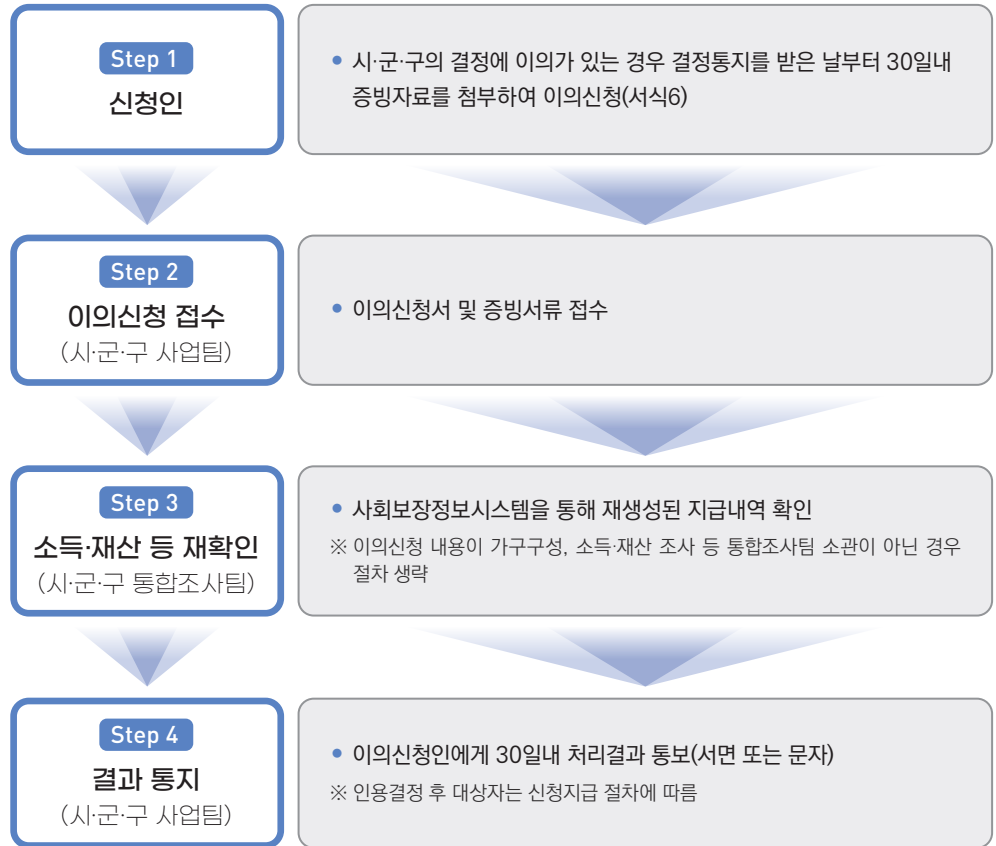 Step 1
신청인
• 시·군·구의 결정에 이의가 있는 경우 결정통지를 받은 날부터 30일내
증빙자료를 첨부하여 이의신청(서식6)
Step 2
이의신청 접수
(시·군·구 사업팀)
• 이의신청서 및 증빙서류 접수
Step 3
소득·재산 등 재확인
(시·군·구 통합조사팀)
• 사회보장정보시스템을 통해 재생성된 지급내역 확인
※ 이의신청 내용이 가구구성, 소득·재산 조사 등 통합조사팀 소관이 아닌 경우
절차 생략
Step 4
결과 통지
(시·군·구 사업팀)
• 이의신청인에게 30일내 처리결과 통보(서면 또는 문자)
※ 인용결정 후 대상자는 신청지급 절차에 따름